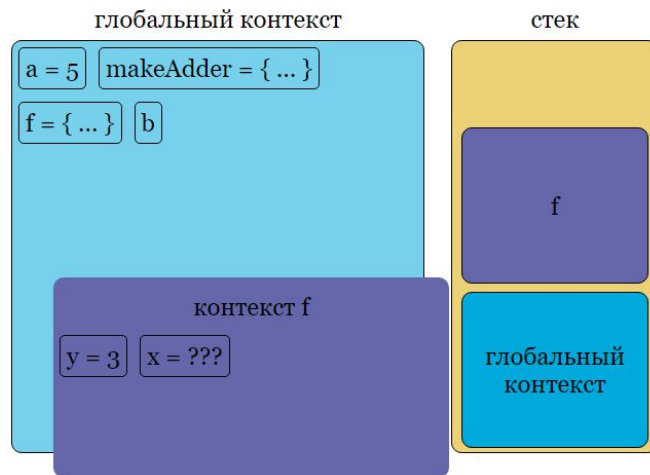 глобальный контекст
a = 5 makeAdder = { ... }
f = { ... } b
контекст f
y = 3 x = ???
стек
f
глобальный
контекст